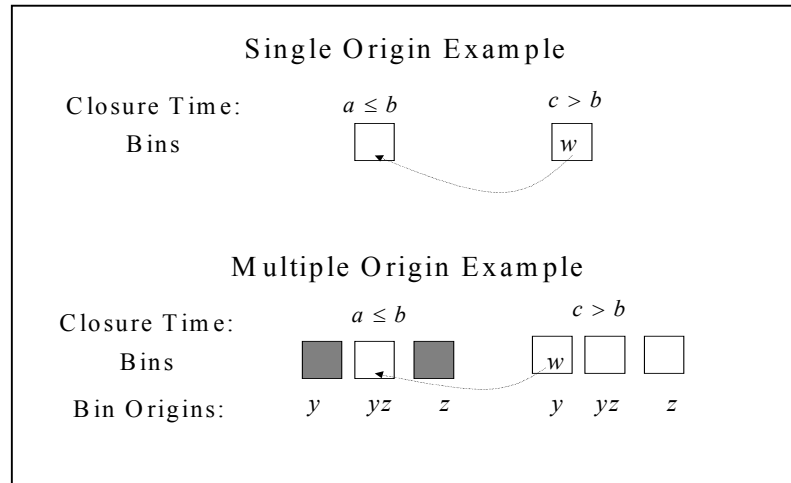 Single Origin Example
Closure Time: a ≤ b c > b
Bins w
Multiple Origin Example
Closure Time: a ≤ b c > b
Bins w
Bin Origins: y yz z y yz z